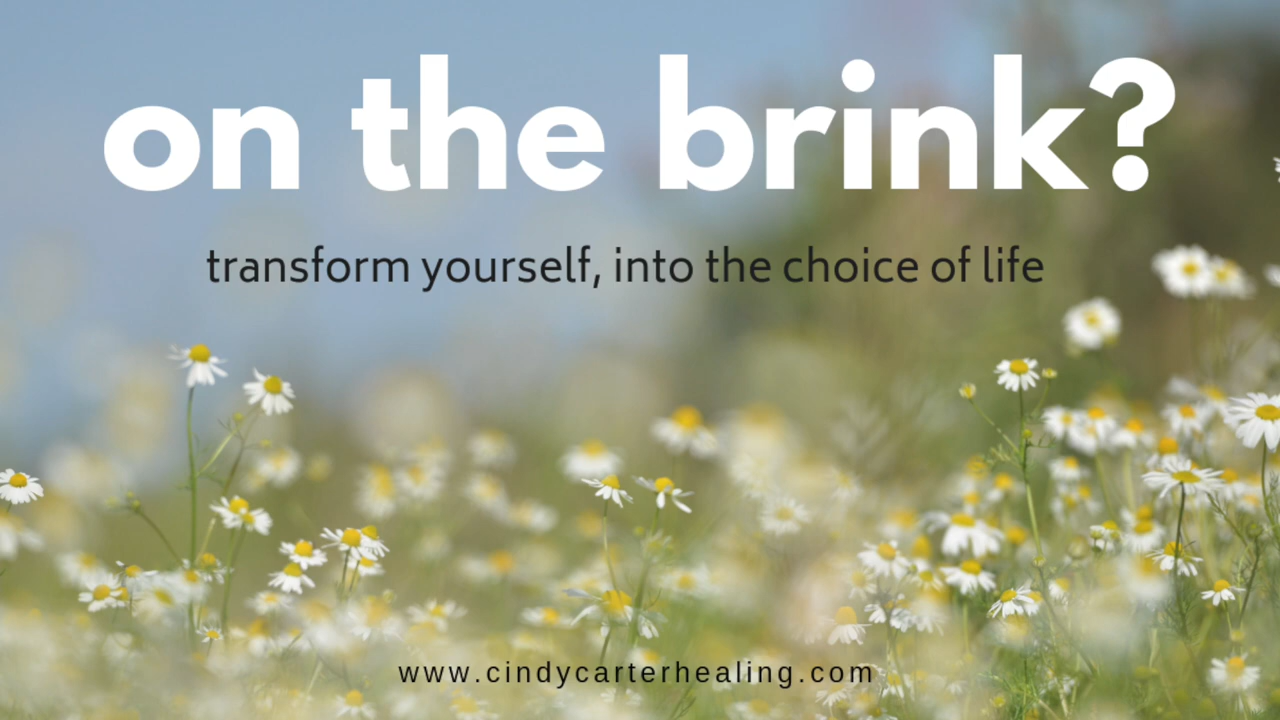 on the brink?
transform yourself, into the choice of life
www.cindycarterhealing.com